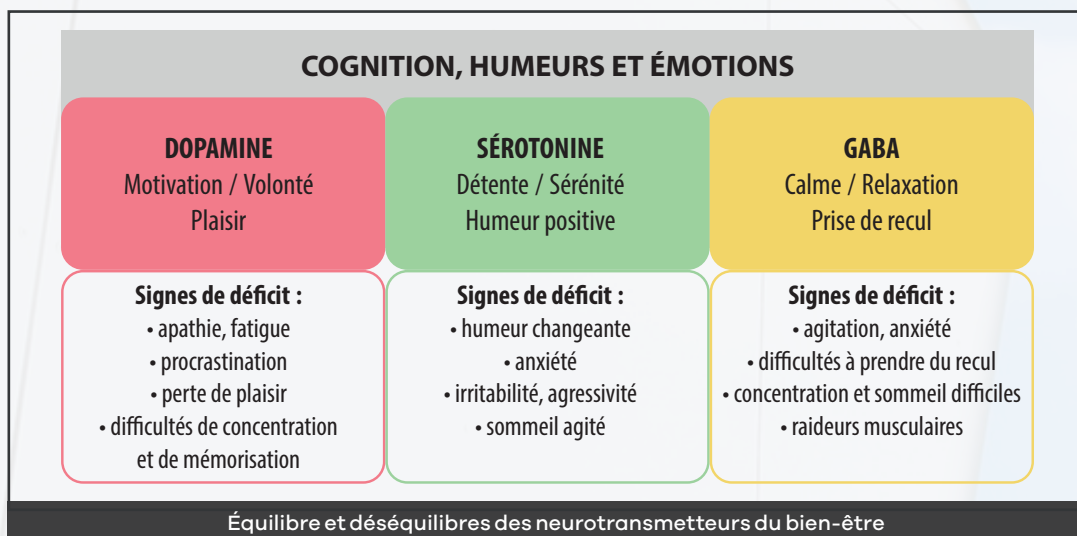 COGNITION, HUMEURS ET ÉMOTIONS
DOPAMINE
Motivation / Volonté
Plaisir
SÉROTONINE
Détente / Sérénité
Humeur positive
GABA
Calme / Relaxation
Prise de recul
Signes de déficit :
• apathie, fatigue
• procrastination
• perte de plaisir
• difficultés de concentration
et de mémorisation
Signes de déficit :
• humeur changeante
• anxiété
• irritabilité, agressivité
• sommeil agité
Signes de déficit :
• agitation, anxiété
• difficultés à prendre du recul
• concentration et sommeil difficiles
• raideurs musculaires
Équilibre et déséquilibres des neurotransmetteurs du bien-être